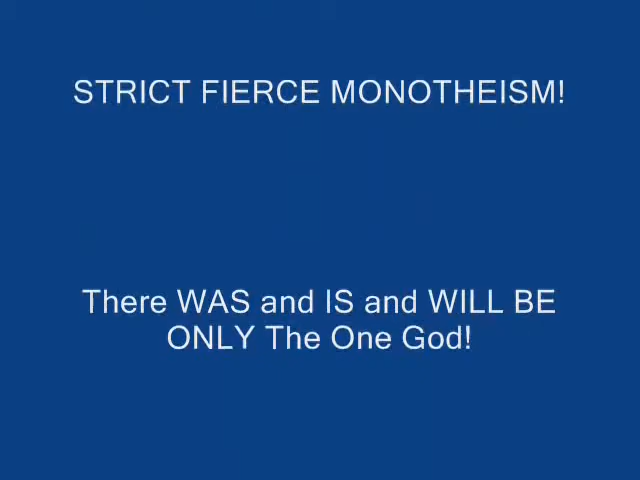 STRICT FIERCE MONOTHEISM!
There WAS and IS and WILL BE
ONLY The One God!